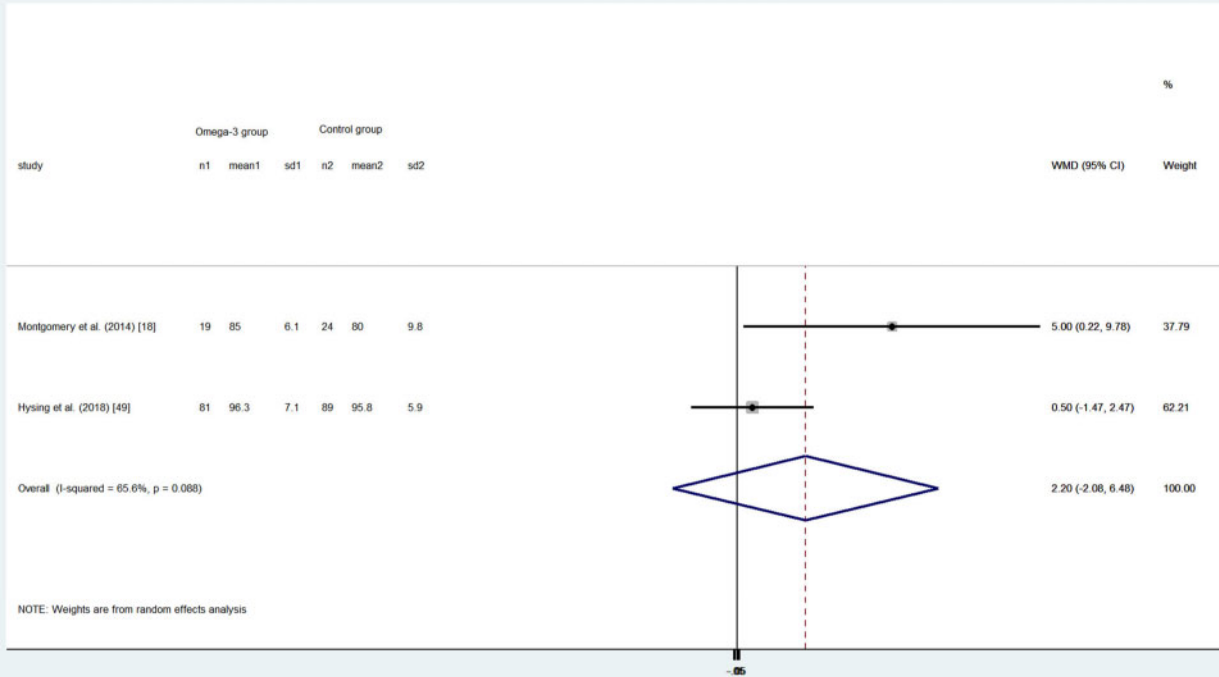 %
Omega-3 group Control group
study n1 mean1 sd1 n2 mean2 sd2 WMD (95% CI) Weight
Montgomery et al. (2014) [18] 19 85 6.1 24 80 9.8 5.00 (0.22, 9.78) 37.79
Hysing et al. (2018) [49] 81 96.3 7.1 89 95.8 5.9 0.50 (-1.47, 2.47) 62.21
Overall (I-squared = 65.6%, p = 0.088) 2.20 (-2.08, 6.48) 100.00
NOTE: Weights are from random effects analysis